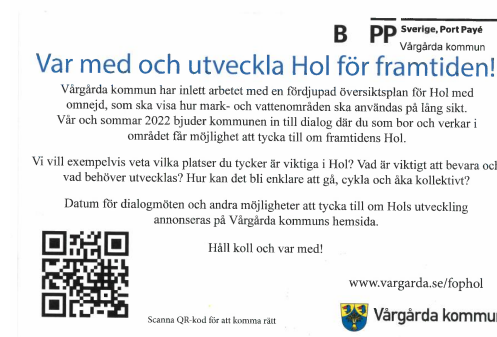 B PP Sverige, Port Payé
Vårgårda kommun
Var med och utveckla Hol för framtiden!
Vårgårda kommun har inlett arbetet med en fördjupad översiktsplan för Hol med
omnejd, som ska visa hur mark- och vattenområden ska användas på lång sikt.
Vår och sommar 2022 bjuder kommunen in till dialog där du som bor och verkar i
området får möjlighet att tycka till om framtidens Hol.
Vi vill exempelvis veta vilka platser du tycker är viktiga i Hol? Vad är viktigt att bevara och
vad behöver utvecklas? Hur kan det bli enklare att gå, cykla och åka kollektivt?
Datum för dialogmöten och andra möjligheter att tycka till om Hols utveckling
annonseras på Vårgårda kommuns hemsida.
Håll koll och var med!
www.vargarda.se/fophol
Scanna QR-kod för att komma rätt
Vårgårda kommun